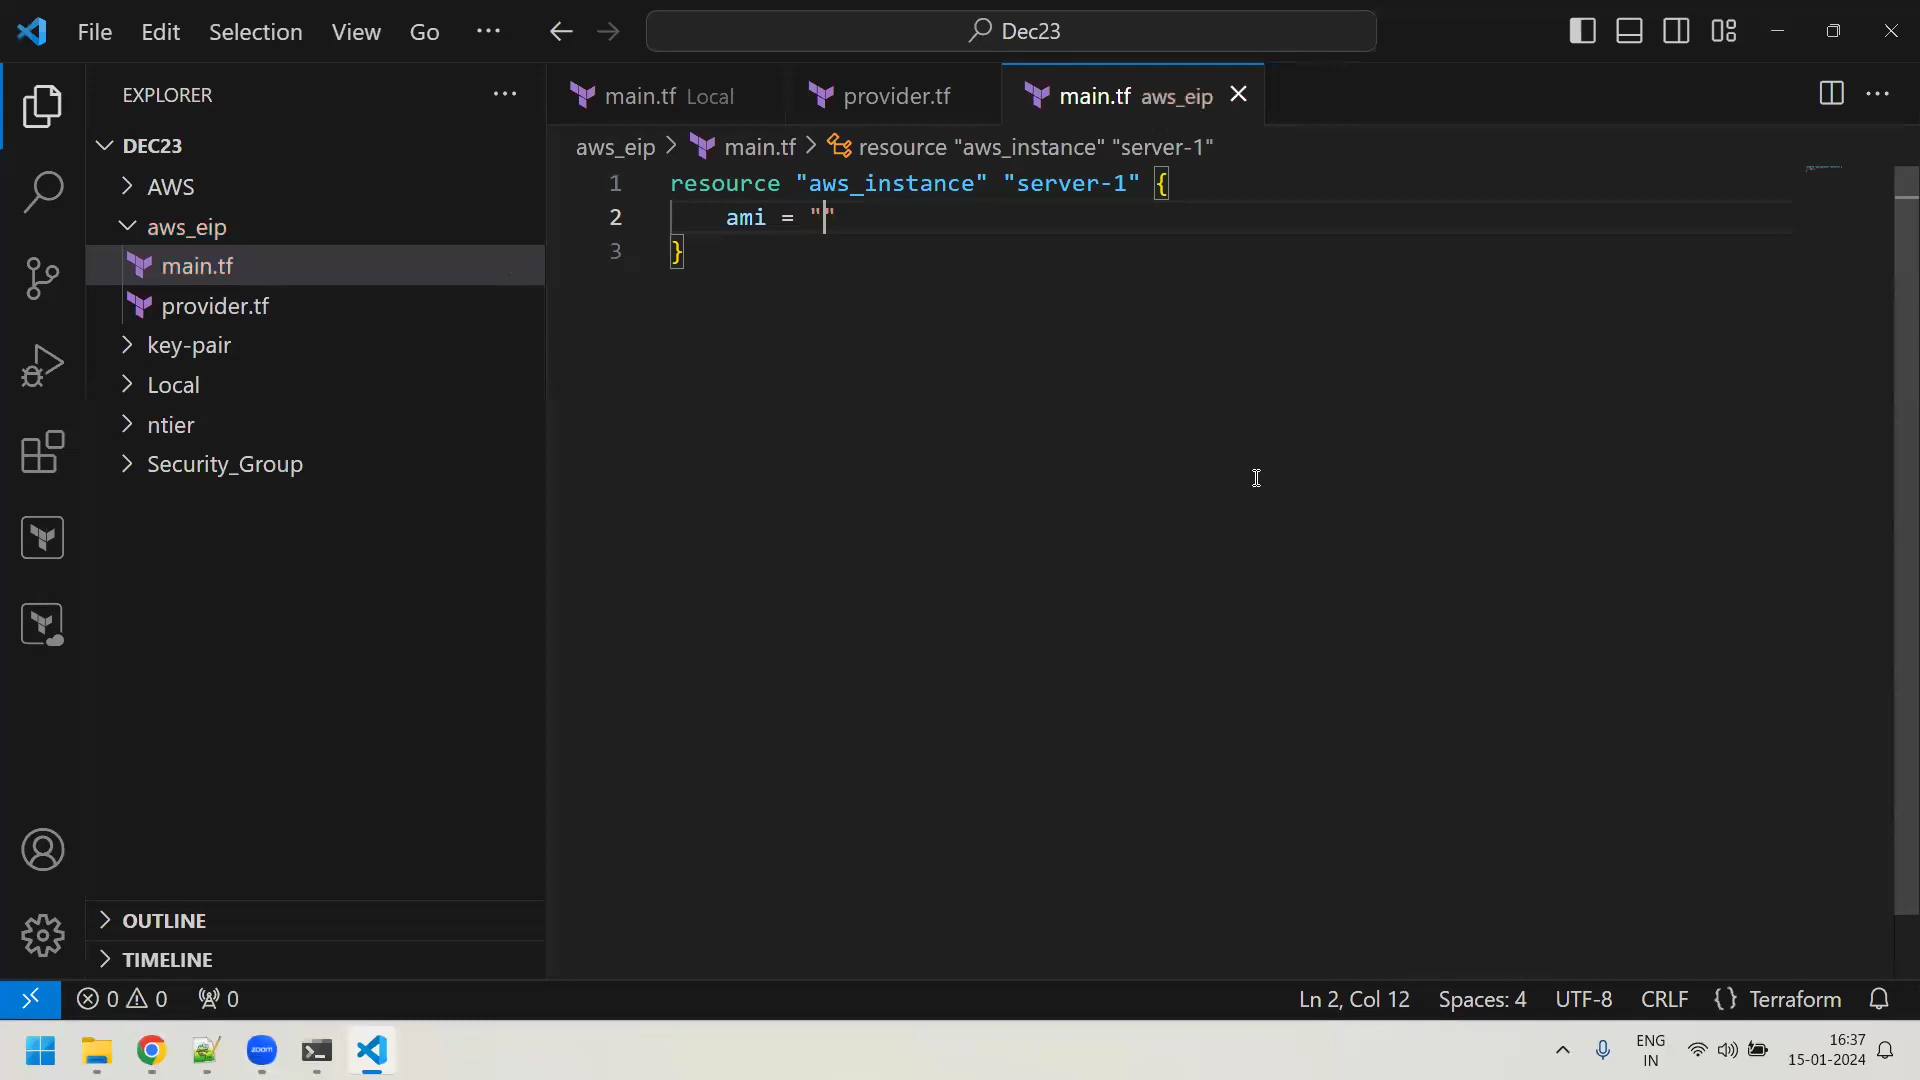 File Edit Selection View Go ... Dec23
EXPLORER ...
main.tf Local provider.tf main.tf aws_eip
DEC23
aws_eip > main.tf > resource "aws_instance" "server-1"
AWS
aws_eip
main.tf
provider.tf
key-pair
Local
ntier
Security_Group
1 resource "aws_instance" "server-1" {
2 ami = ""
3 }
OUTLINE
TIMELINE
0 0 0 Ln 2, Col 12 Spaces: 4 UTF-8 CRLF {} Terraform
zoom
ENG
IN
16:37
15-01-2024